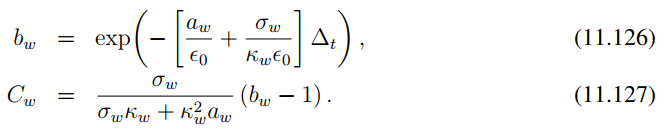 b_w = exp(−[a_w/ϵ_0 + σ_w/(κ_w ϵ_0)] Δ_t), (11.126)
C_w = σ_w/(σ_w κ_w + κ_w^2 a_w) (b_w − 1). (11.127)